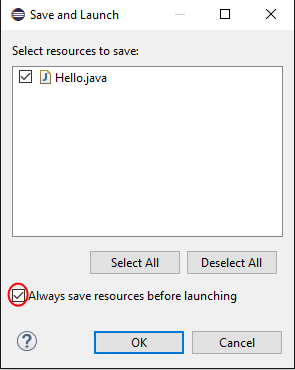 Save and Launch
Select resources to save:
Hello.java
Select All Deselect All
Always save resources before launching
? OK Cancel